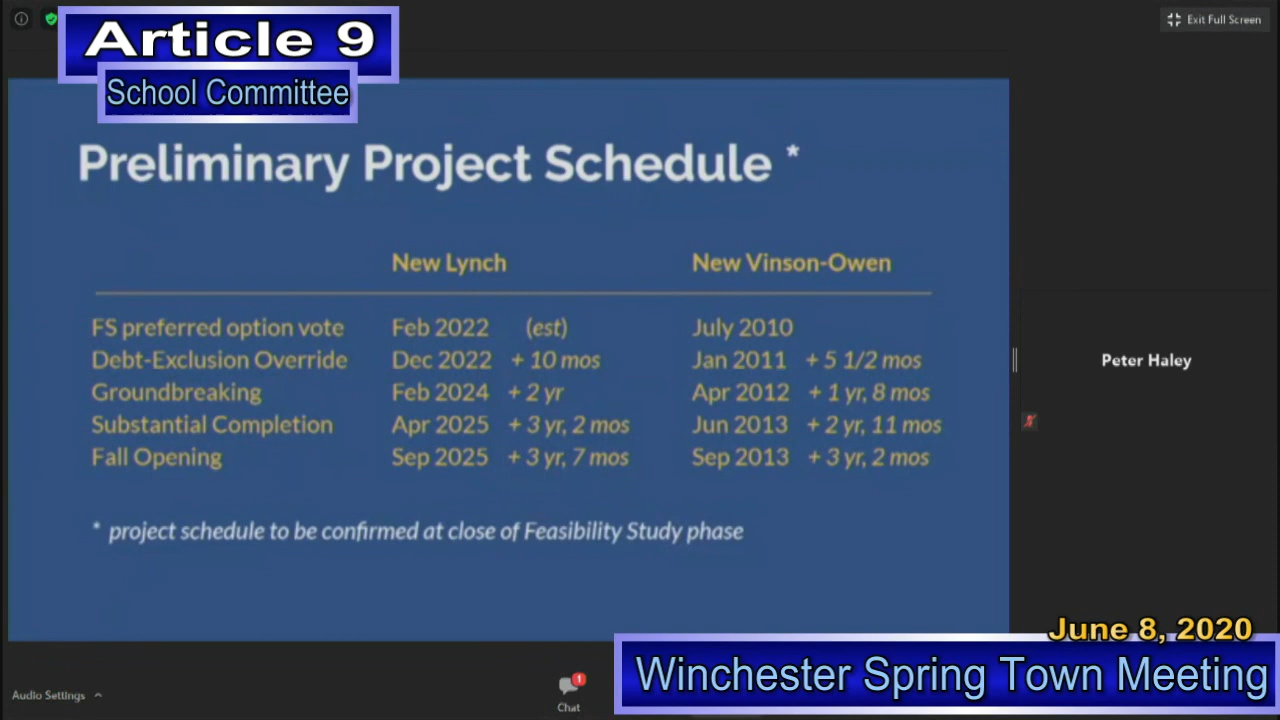 Exit Full Screen
Article 9
School Committee
Preliminary Project Schedule *
New Lynch New Vinson-Owen
FS preferred option vote Feb 2022 (est) July 2010
Debt-Exclusion Override Dec 2022 + 10 mos Jan 2011 + 5 1/2 mos
Groundbreaking Feb 2024 + 2 yr Apr 2012 + 1 yr, 8 mos
Substantial Completion Apr 2025 + 3 yr, 2 mos Jun 2013 + 2 yr, 11 mos
Fall Opening Sep 2025 + 3 yr, 7 mos Sep 2013 + 3 yr, 2 mos
* project schedule to be confirmed at close of Feasibility Study phase
Peter Haley
June 8, 2020
Winchester Spring Town Meeting
Audio Settings
1
Chat